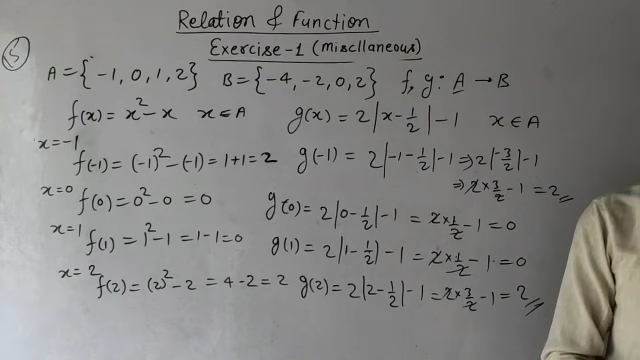 Relation & Function
Exercise-1 (miscllaneous)
5
A = {-1, 0, 1, 2} B = {-4, -2, 0, 2} f, g: A → B
f(x) = x² - x x ∈ A g(x) = 2|x - 1/2| - 1 x ∈ A
x = -1
f(-1) = (-1)² - (-1) = 1+1 = 2 g(-1) = 2|-1 - 1/2| - 1 ⇒ 2|-3/2| - 1
⇒ 2 × 3/2 - 1 = 2
x = 0
f(0) = 0² - 0 = 0 g(0) = 2|0 - 1/2| - 1 = 2 × 1/2 - 1 = 0
x = 1
f(1) = 1² - 1 = 1 - 1 = 0 g(1) = 2|1 - 1/2| - 1 = 2 × 1/2 - 1 = 0
x = 2
f(2) = (2)² - 2 = 4 - 2 = 2 g(2) = 2|2 - 1/2| - 1 = 2 × 3/2 - 1 = 2